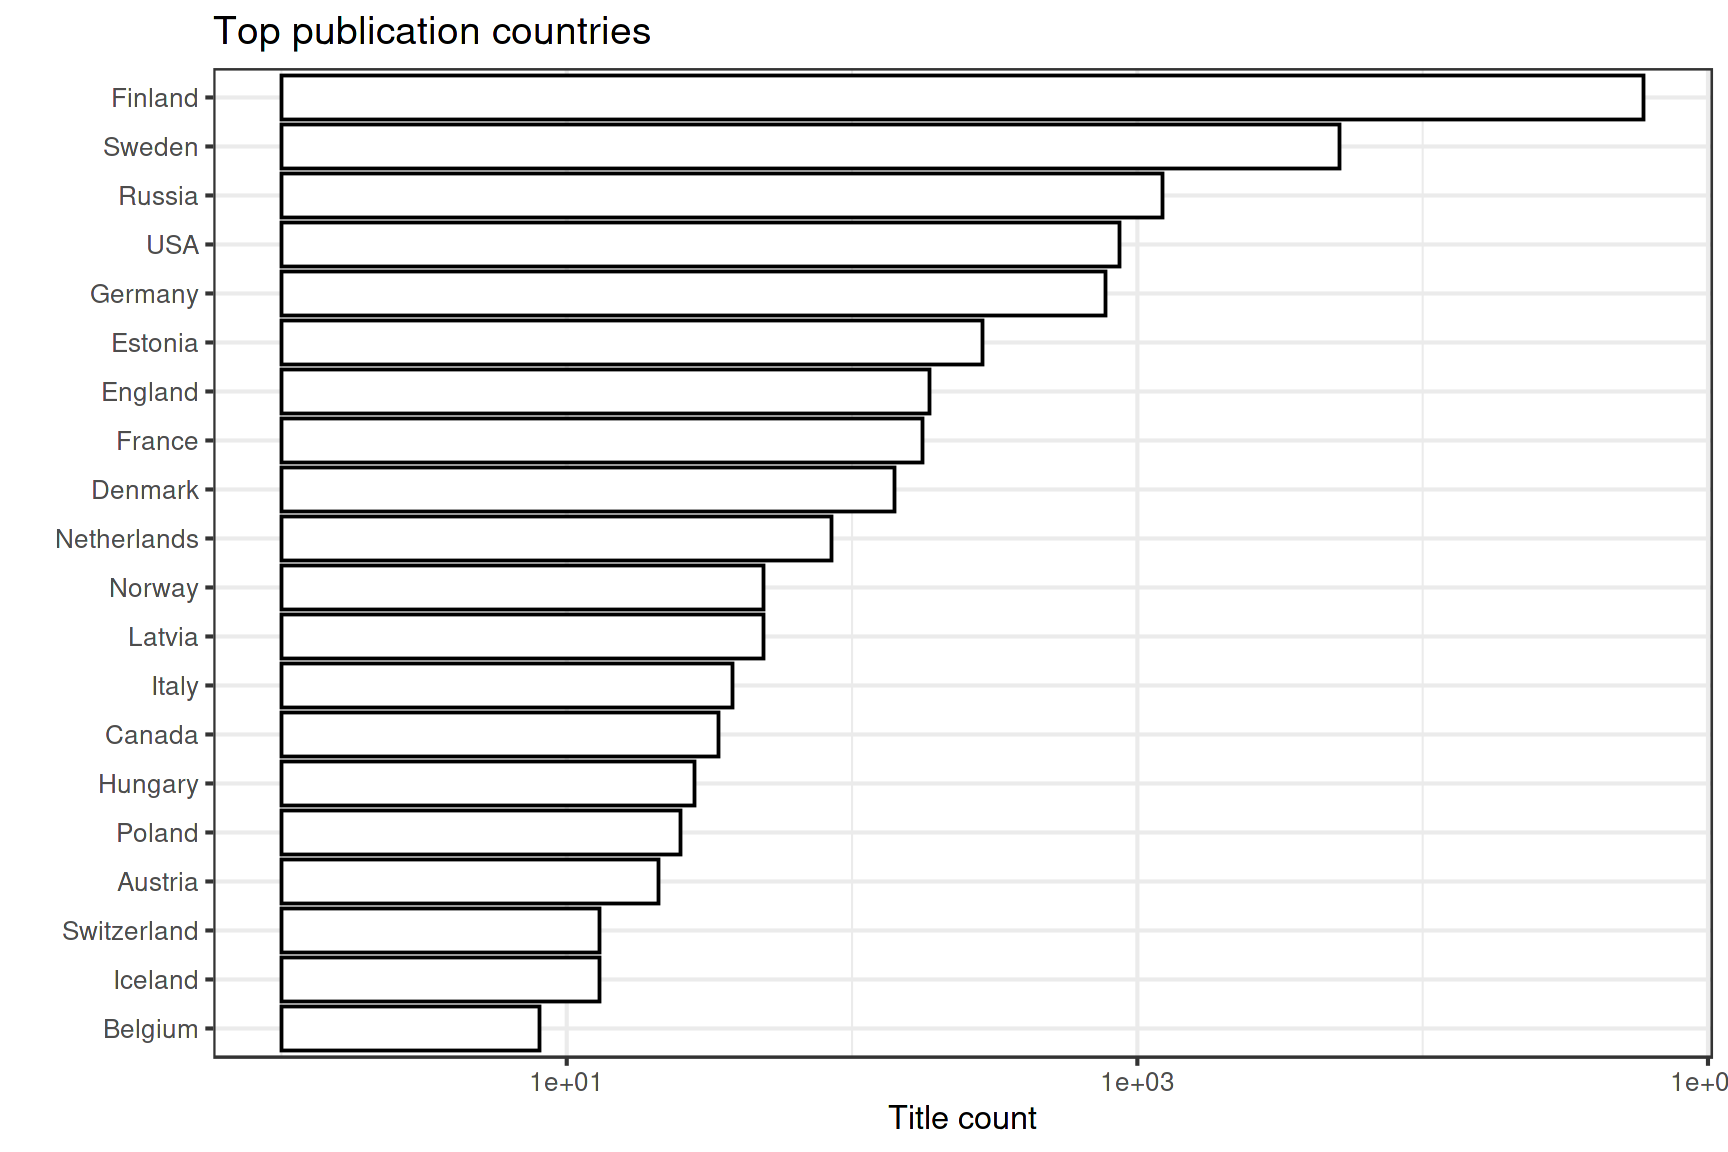 Top publication countries
Finland
Sweden
Russia
USA
Germany
Estonia
England
France
Denmark
Netherlands
Norway
Latvia
Italy
Canada
Hungary
Poland
Austria
Switzerland
Iceland
Belgium
1e+01 1e+03 1e+0
Title count